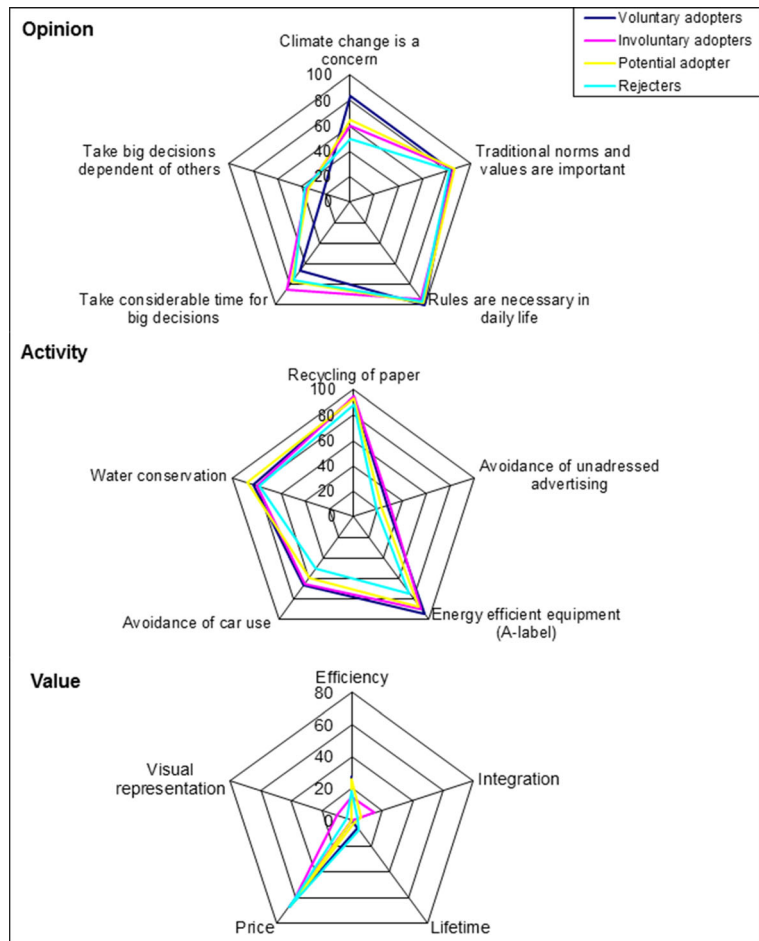 Opinion
Voluntary adopters
Involuntary adopters
Potential adopter
Rejecters
Climate change is a
concern
100
80
60
40
20
0
Take big decisions
dependent of others
Traditional norms and
values are important
Take considerable time for
big decisions
Rules are necessary in
daily life
Activity
Recycling of paper
100
80
60
40
20
0
Water conservation
Avoidance of unadressed
advertising
Avoidance of car use
Energy efficient equipment
(A-label)
Value
Efficiency
80
60
40
20
0
Visual
representation
Integration
Price
Lifetime